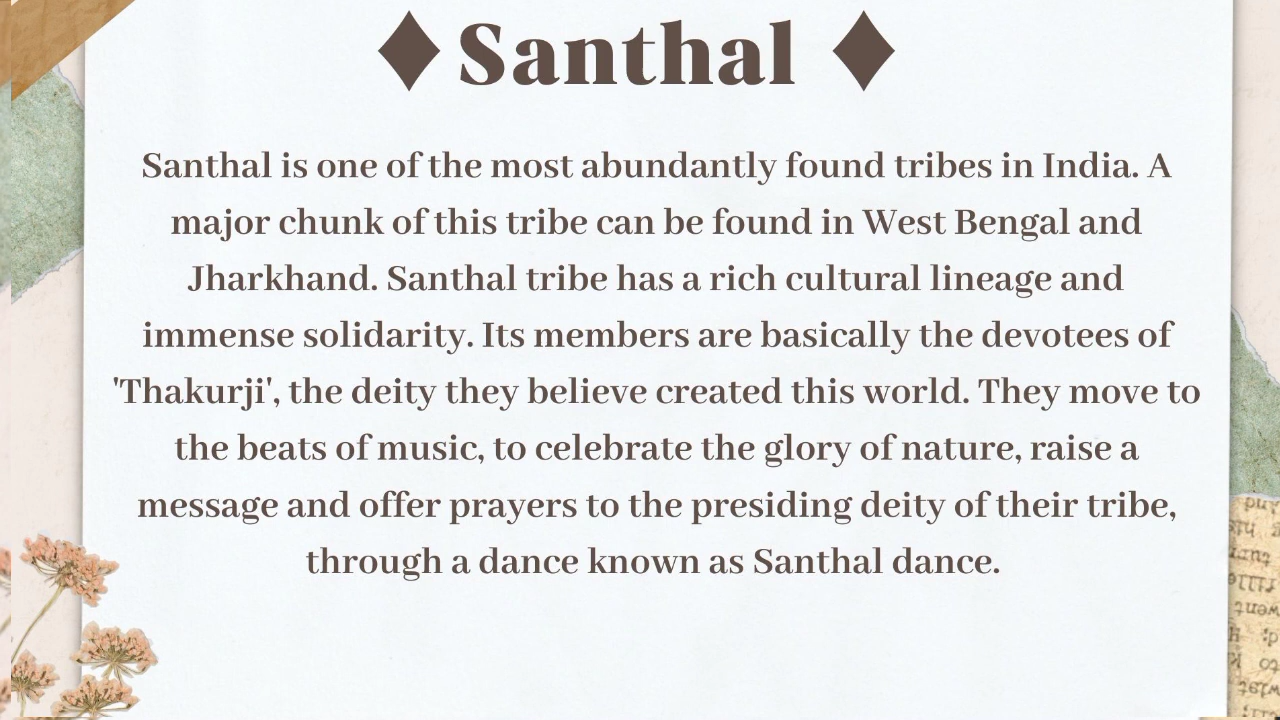 Santhal
Santhal is one of the most abundantly found tribes in India. A
major chunk of this tribe can be found in West Bengal and
Jharkhand. Santhal tribe has a rich cultural lineage and
immense solidarity. Its members are basically the devotees of
'Thakurji', the deity they believe created this world. They move to
the beats of music, to celebrate the glory of nature, raise a
message and offer prayers to the presiding deity of their tribe,
through a dance known as Santhal dance.